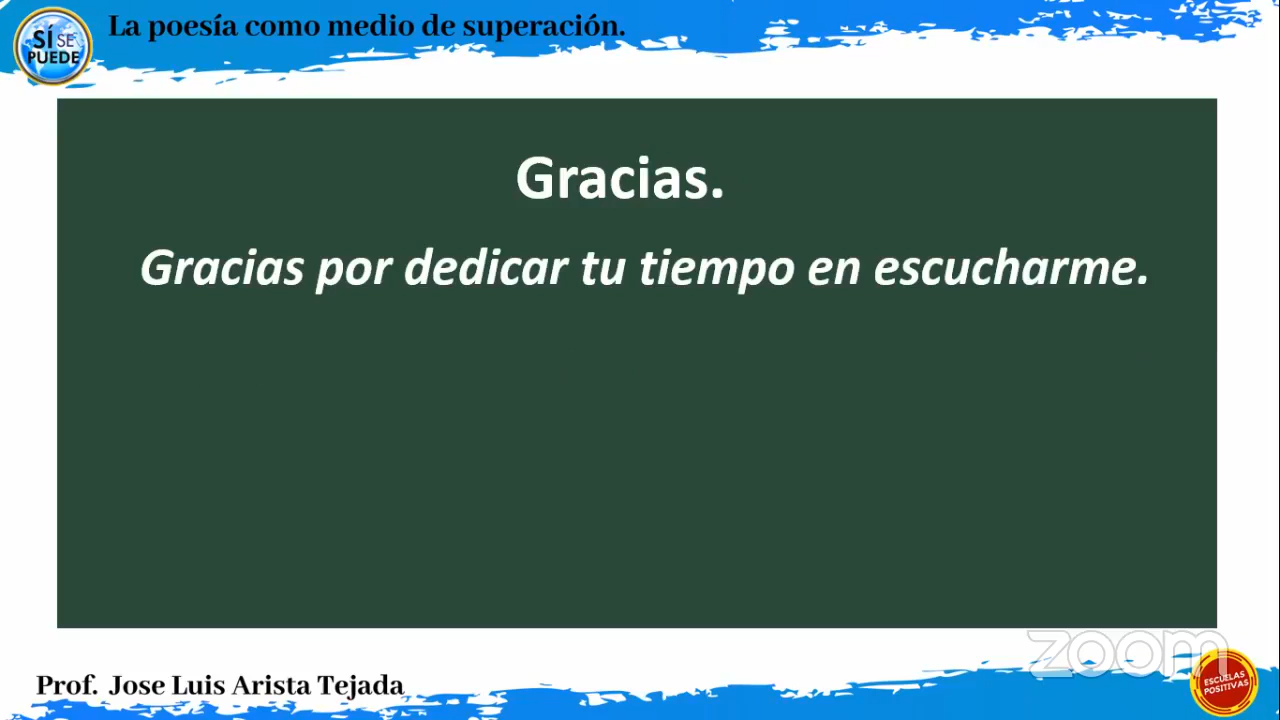 La poesía como medio de superación.
SÍ SE
PUEDE
Gracias.
Gracias por dedicar tu tiempo en escucharme.
zoom
Prof. Jose Luis Arista Tejada
ESCUELAS
POSITIVAS